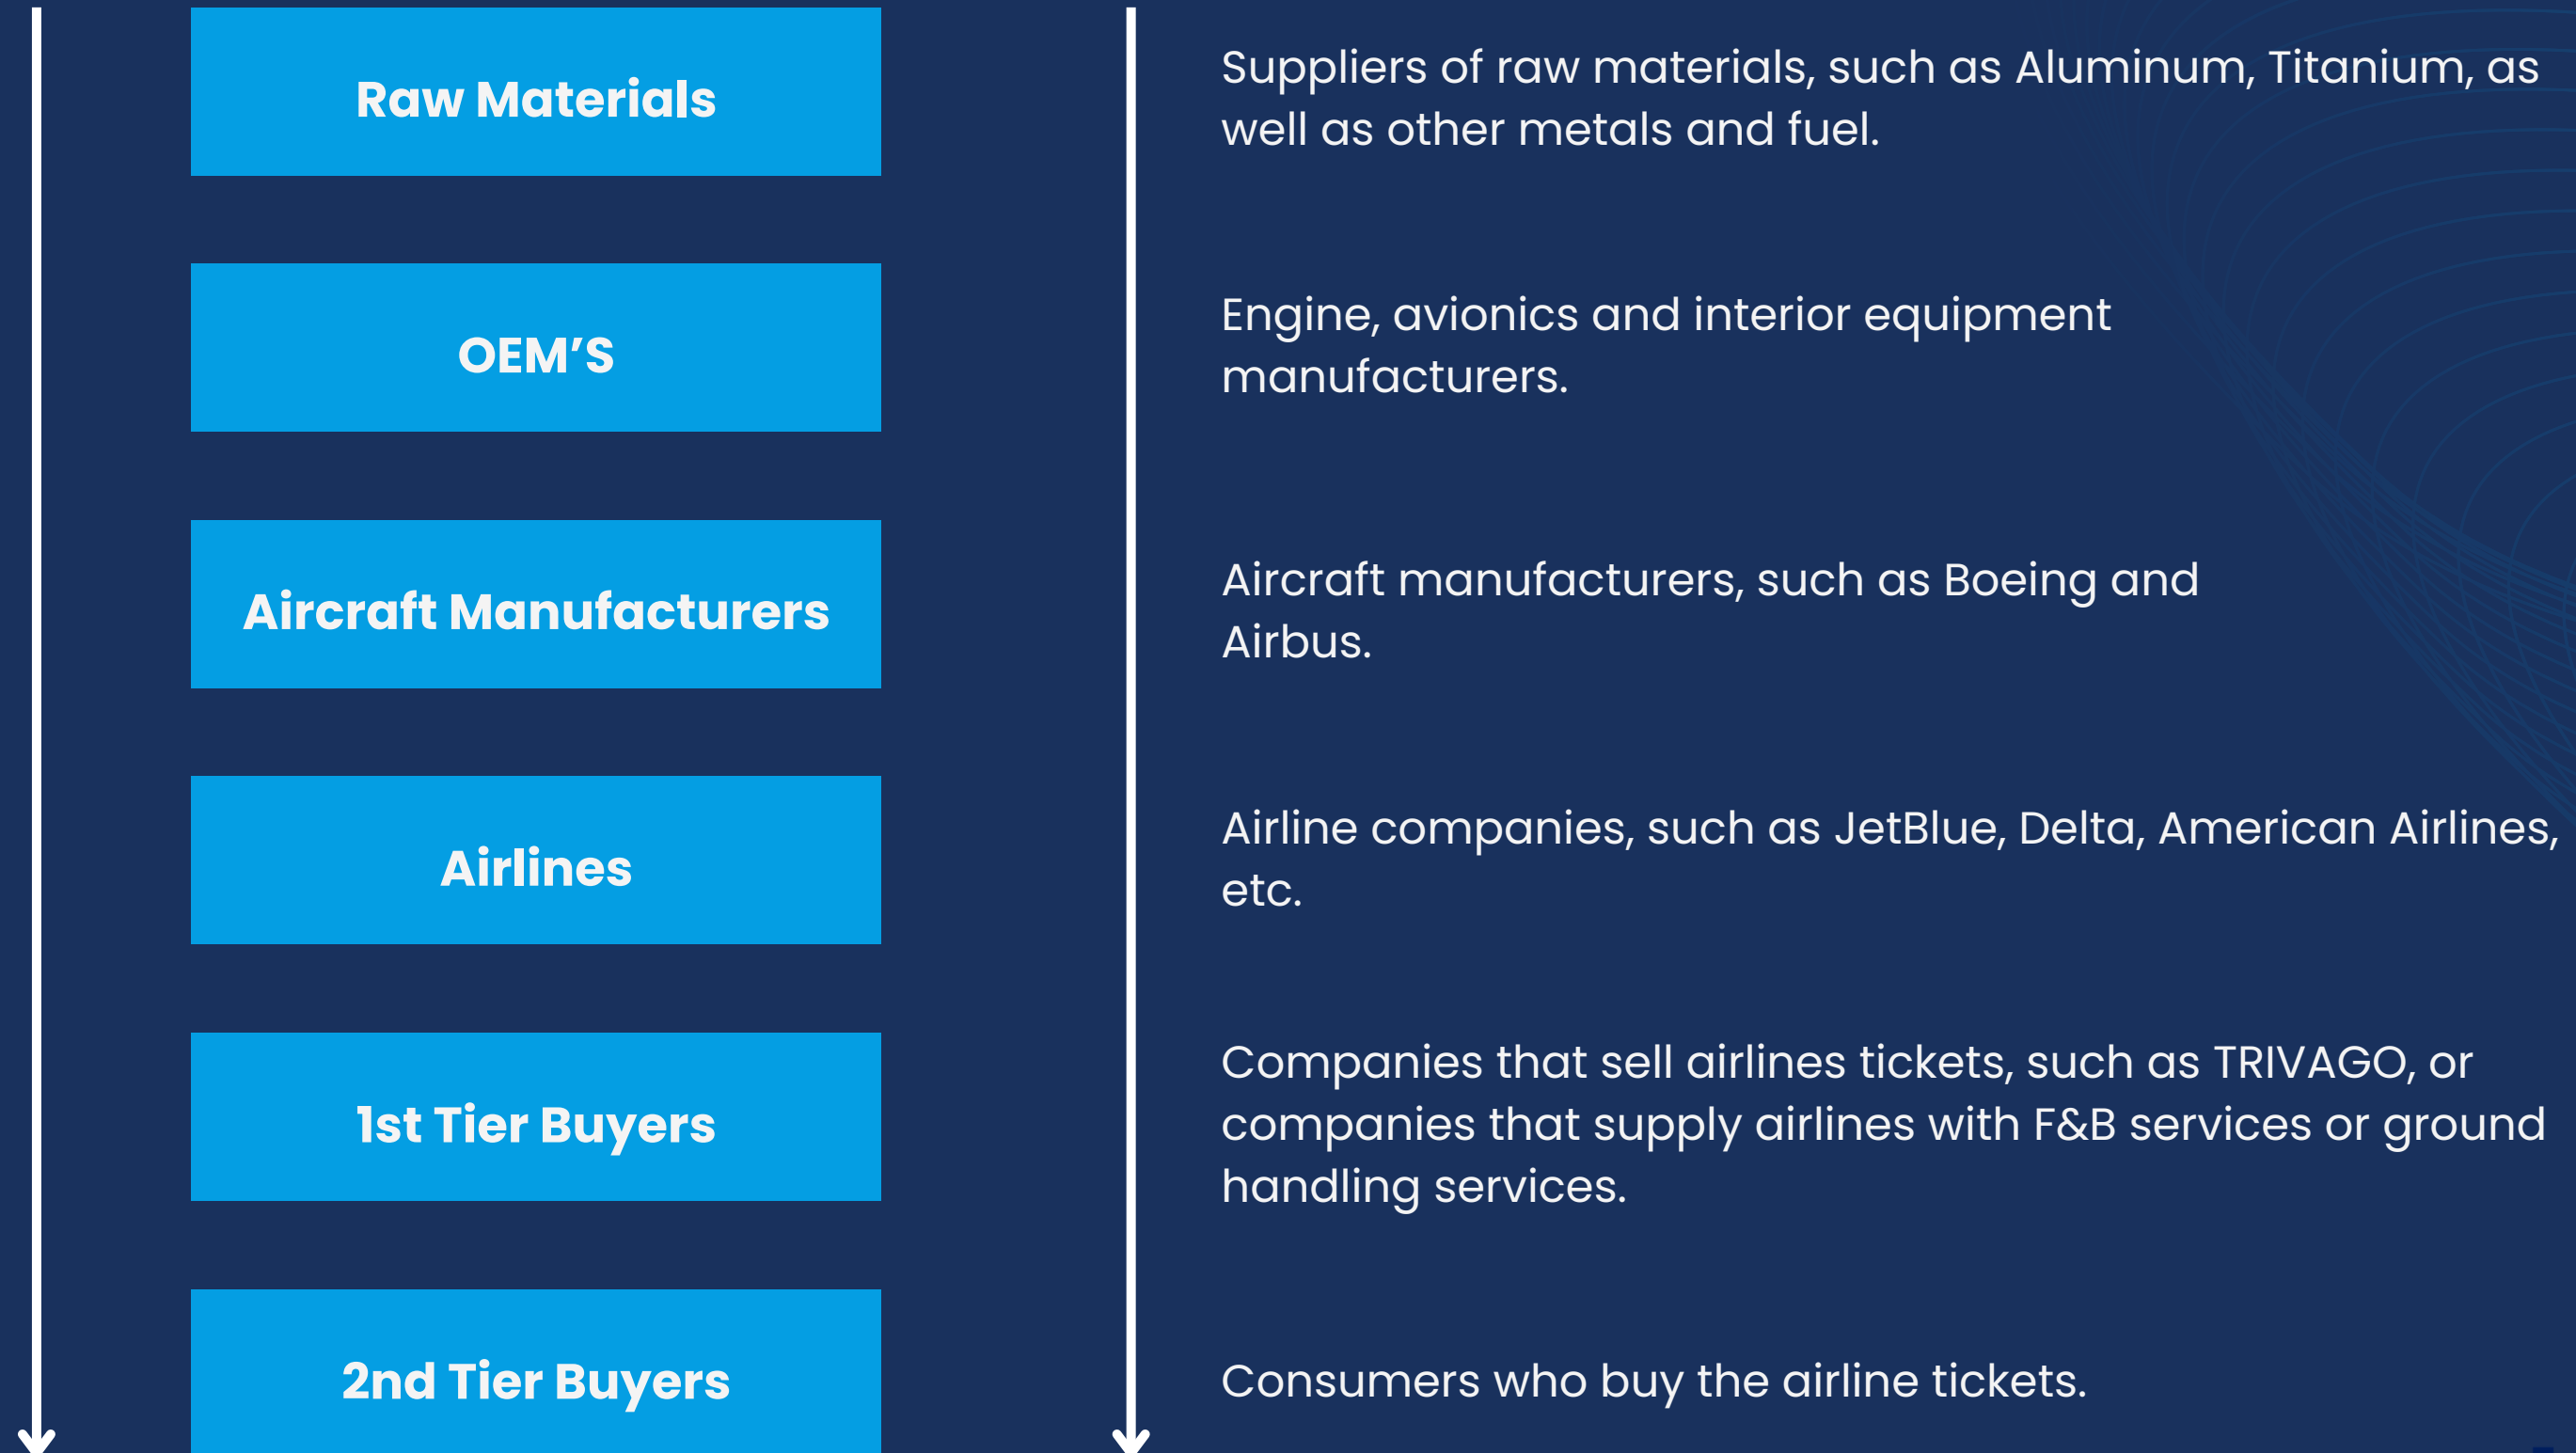 Raw Materials
Suppliers of raw materials, such as Aluminum, Titanium, as
well as other metals and fuel.
OEM’S
Engine, avionics and interior equipment
manufacturers.
Aircraft Manufacturers
Aircraft manufacturers, such as Boeing and
Airbus.
Airlines
Airline companies, such as JetBlue, Delta, American Airlines,
etc.
1st Tier Buyers
Companies that sell airlines tickets, such as TRIVAGO, or
companies that supply airlines with F&B services or ground
handling services.
2nd Tier Buyers
Consumers who buy the airline tickets.